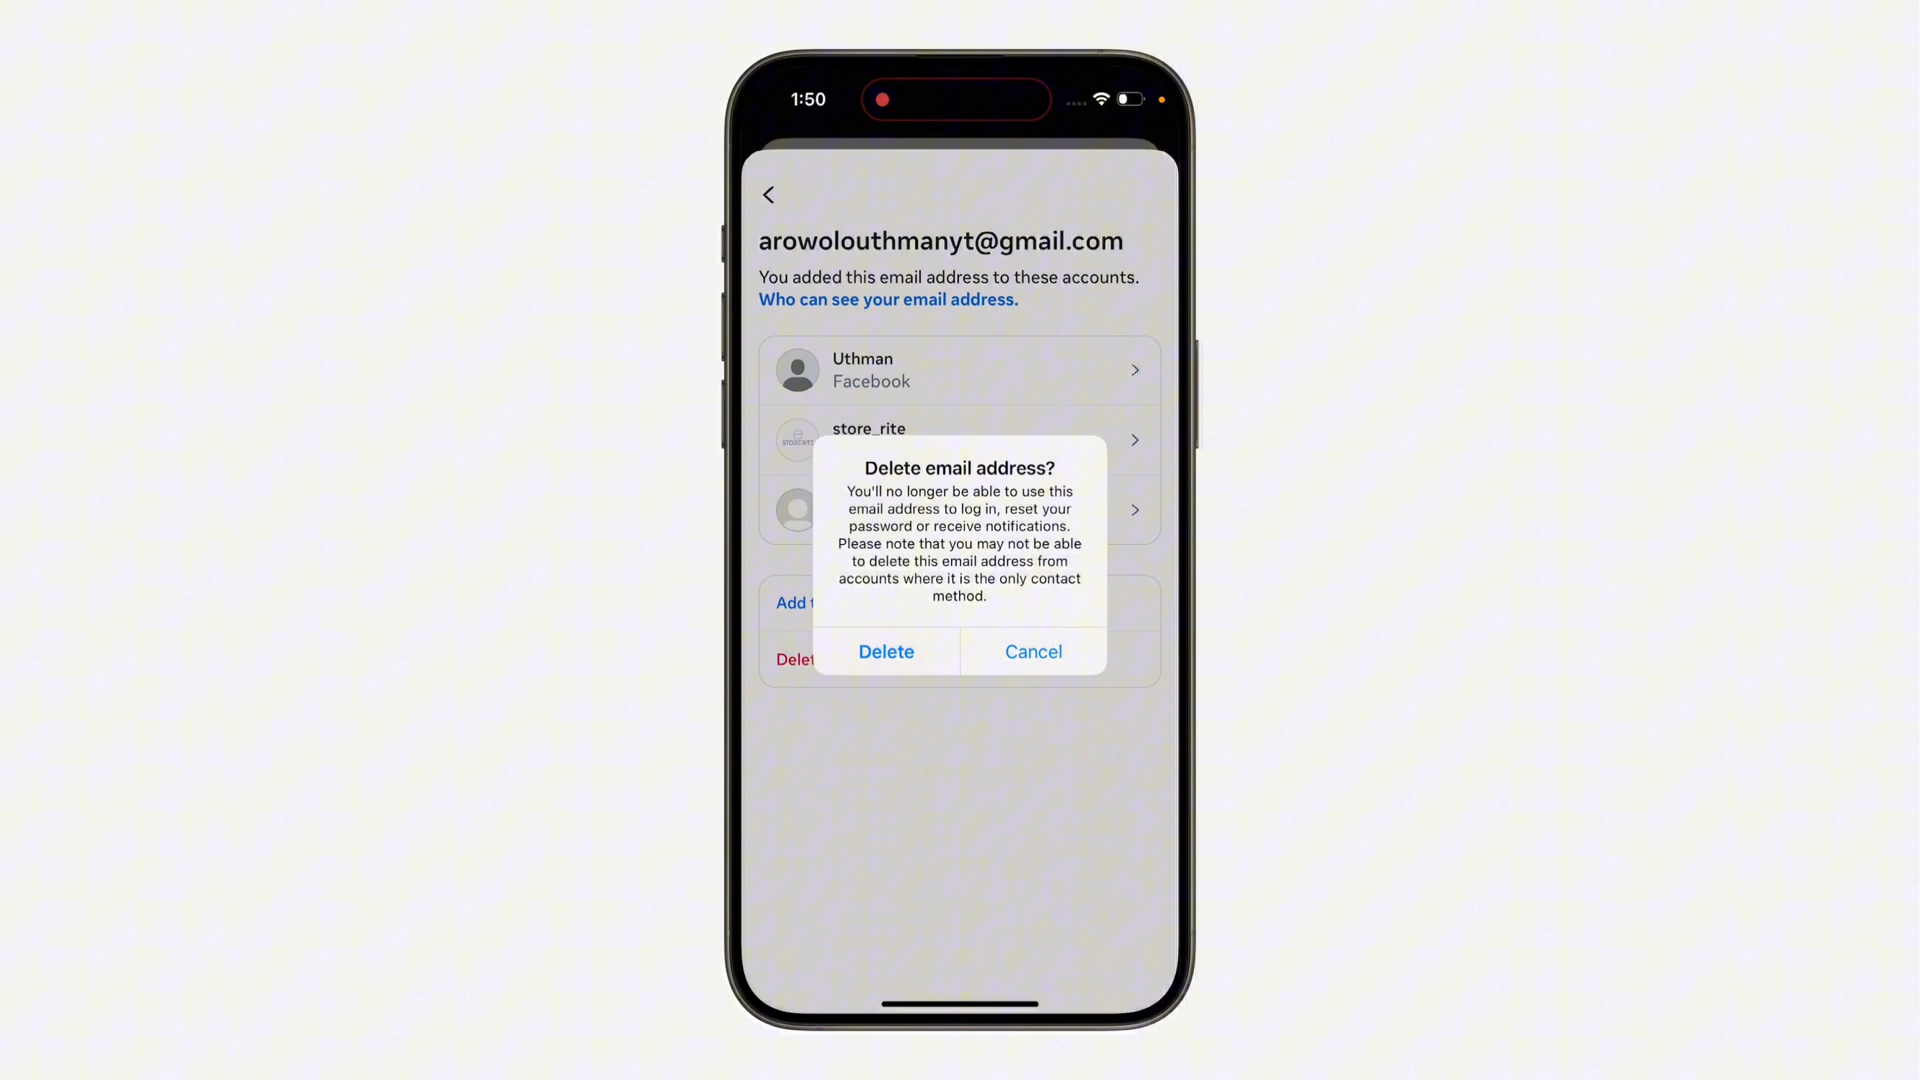 1:50
arowolouthmanyt@gmail.com
You added this email address to these accounts.
Who can see your email address.
Uthman
Facebook
store_rite
Delete email address?
You'll no longer be able to use this
email address to log in, reset your
password or receive notifications.
Please note that you may not be able
to delete this email address from
accounts where it is the only contact
method.
Add
Delet
Delete
Cancel